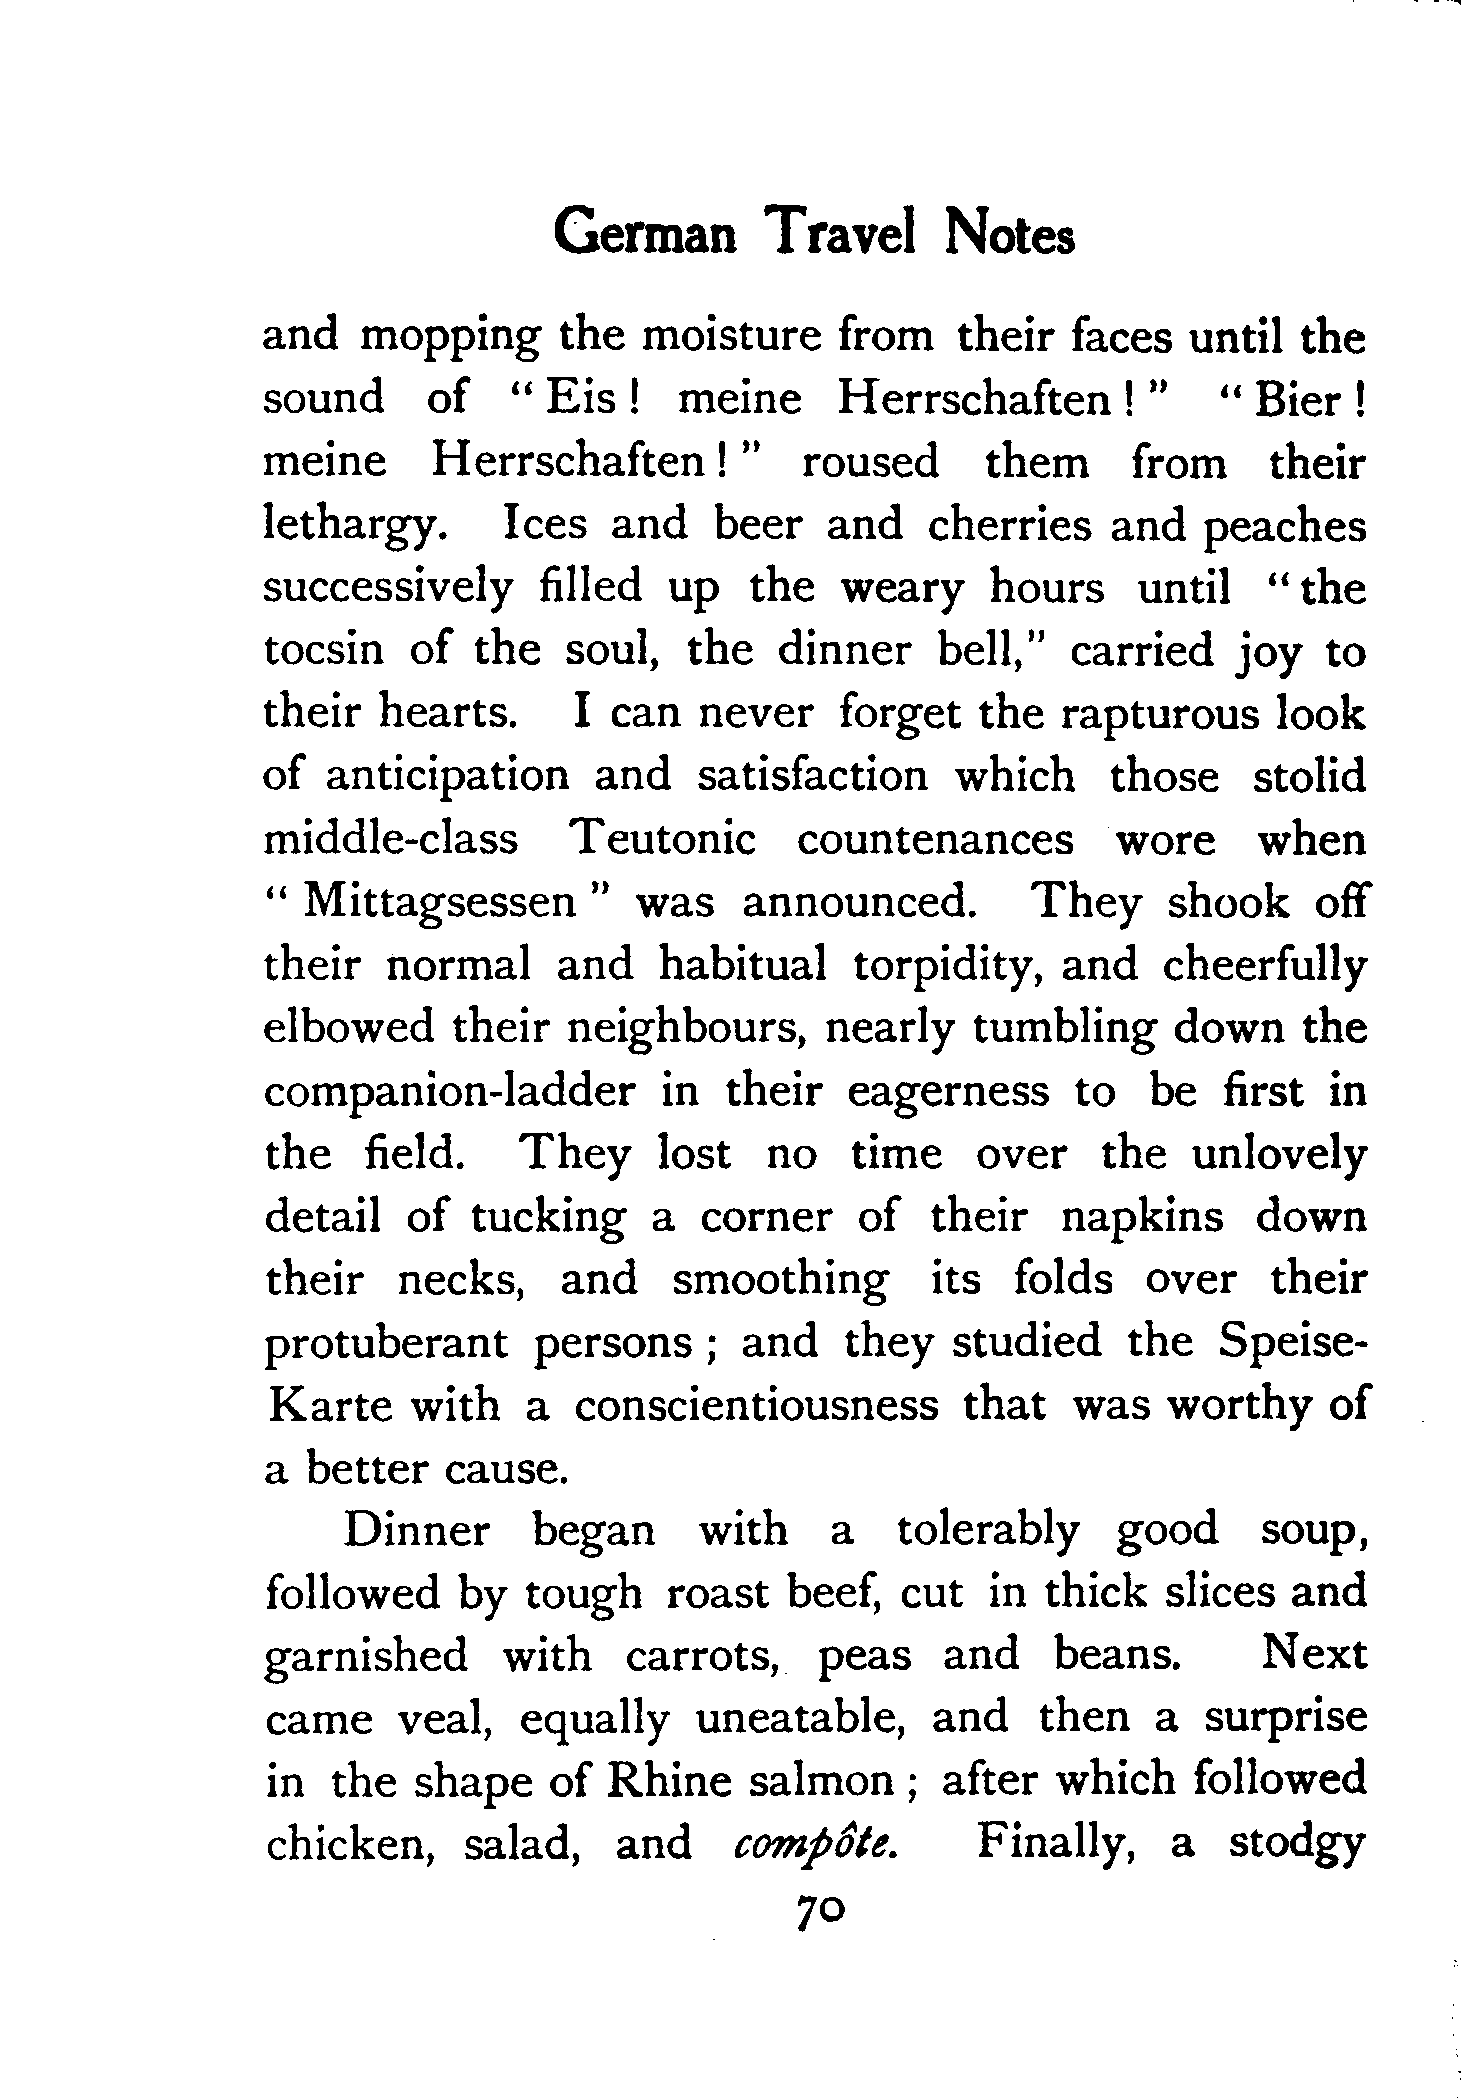 German Travel Notes
and mopping the moisture from their faces until the
sound of " Eis ! meine Herrschaften ! " " Bier !
meine Herrschaften ! " roused them from their
lethargy. Ices and beer and cherries and peaches
successively filled up the weary hours until " the
tocsin of the soul, the dinner bell," carried joy to
their hearts. I can never forget the rapturous look
of anticipation and satisfaction which those stolid
middle-class Teutonic countenances wore when
" Mittagsessen " was announced. They shook off
their normal and habitual torpidity, and cheerfully
elbowed their neighbours, nearly tumbling down the
companion-ladder in their eagerness to be first in
the field. They lost no time over the unlovely
detail of tucking a corner of their napkins down
their necks, and smoothing its folds over their
protuberant persons ; and they studied the Speise-
Karte with a conscientiousness that was worthy of
a better cause.
Dinner began with a tolerably good soup,
followed by tough roast beef, cut in thick slices and
garnished with carrots, peas and beans. Next
came veal, equally uneatable, and then a surprise
in the shape of Rhine salmon ; after which followed
chicken, salad, and compôte. Finally, a stodgy
70